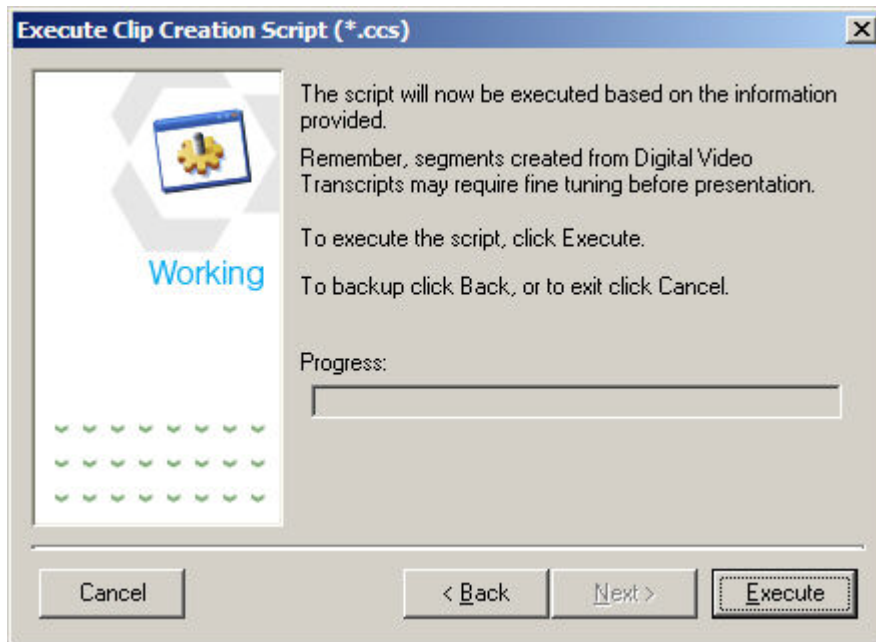 Execute Clip Creation Script (*.ccs)
The script will now be executed based on the information
provided.
Remember, segments created from Digital Video
Transcripts may require fine tuning before presentation.
To execute the script, click Execute.
Working
To backup click Back, or to exit click Cancel.
Progress:
Cancel
< Back
Next >
Execute